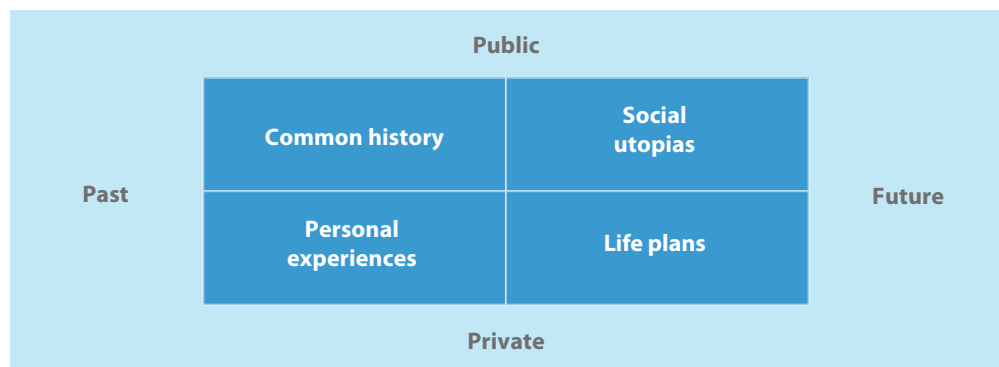 Public
Common history
Social
utopias
Past
Future
Personal
experiences
Life plans
Private